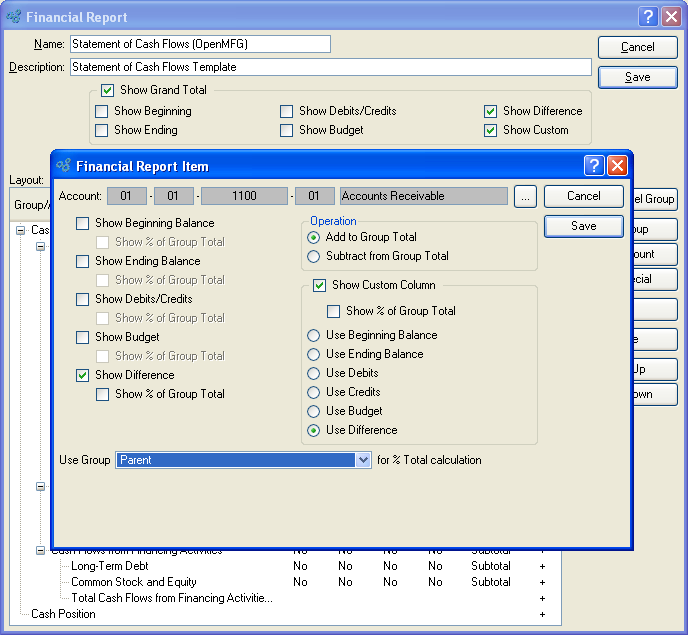 Financial Report
Name: Statement of Cash Flows (OpenMFG)
Cancel
Description: Statement of Cash Flows Template
Save
Show Grand Total
Show Beginning Show Debits/Credits Show Difference
Show Ending Show Budget Show Custom
Layout:
Financial Report Item
Account: 01 - 01 - 1100 - 01 Accounts Receivable ... Cancel
Save
Group/
el Group
Cas
up
ount
ecial
e
Up
own
Show Beginning Balance
Show % of Group Total
Show Ending Balance
Show % of Group Total
Show Debits/Credits
Show % of Group Total
Show Budget
Show % of Group Total
Show Difference
Show % of Group Total
Operation
Add to Group Total
Subtract from Group Total
Show Custom Column
Show % of Group Total
Use Beginning Balance
Use Ending Balance
Use Debits
Use Credits
Use Budget
Use Difference
Use Group Parent for % Total calculation
Cash Flows from Financing Activities No No No No Subtotal +
Long-Term Debt No No No No Subtotal +
Common Stock and Equity No No No No Subtotal +
Total Cash Flows from Financing Activitie... +
Cash Position +